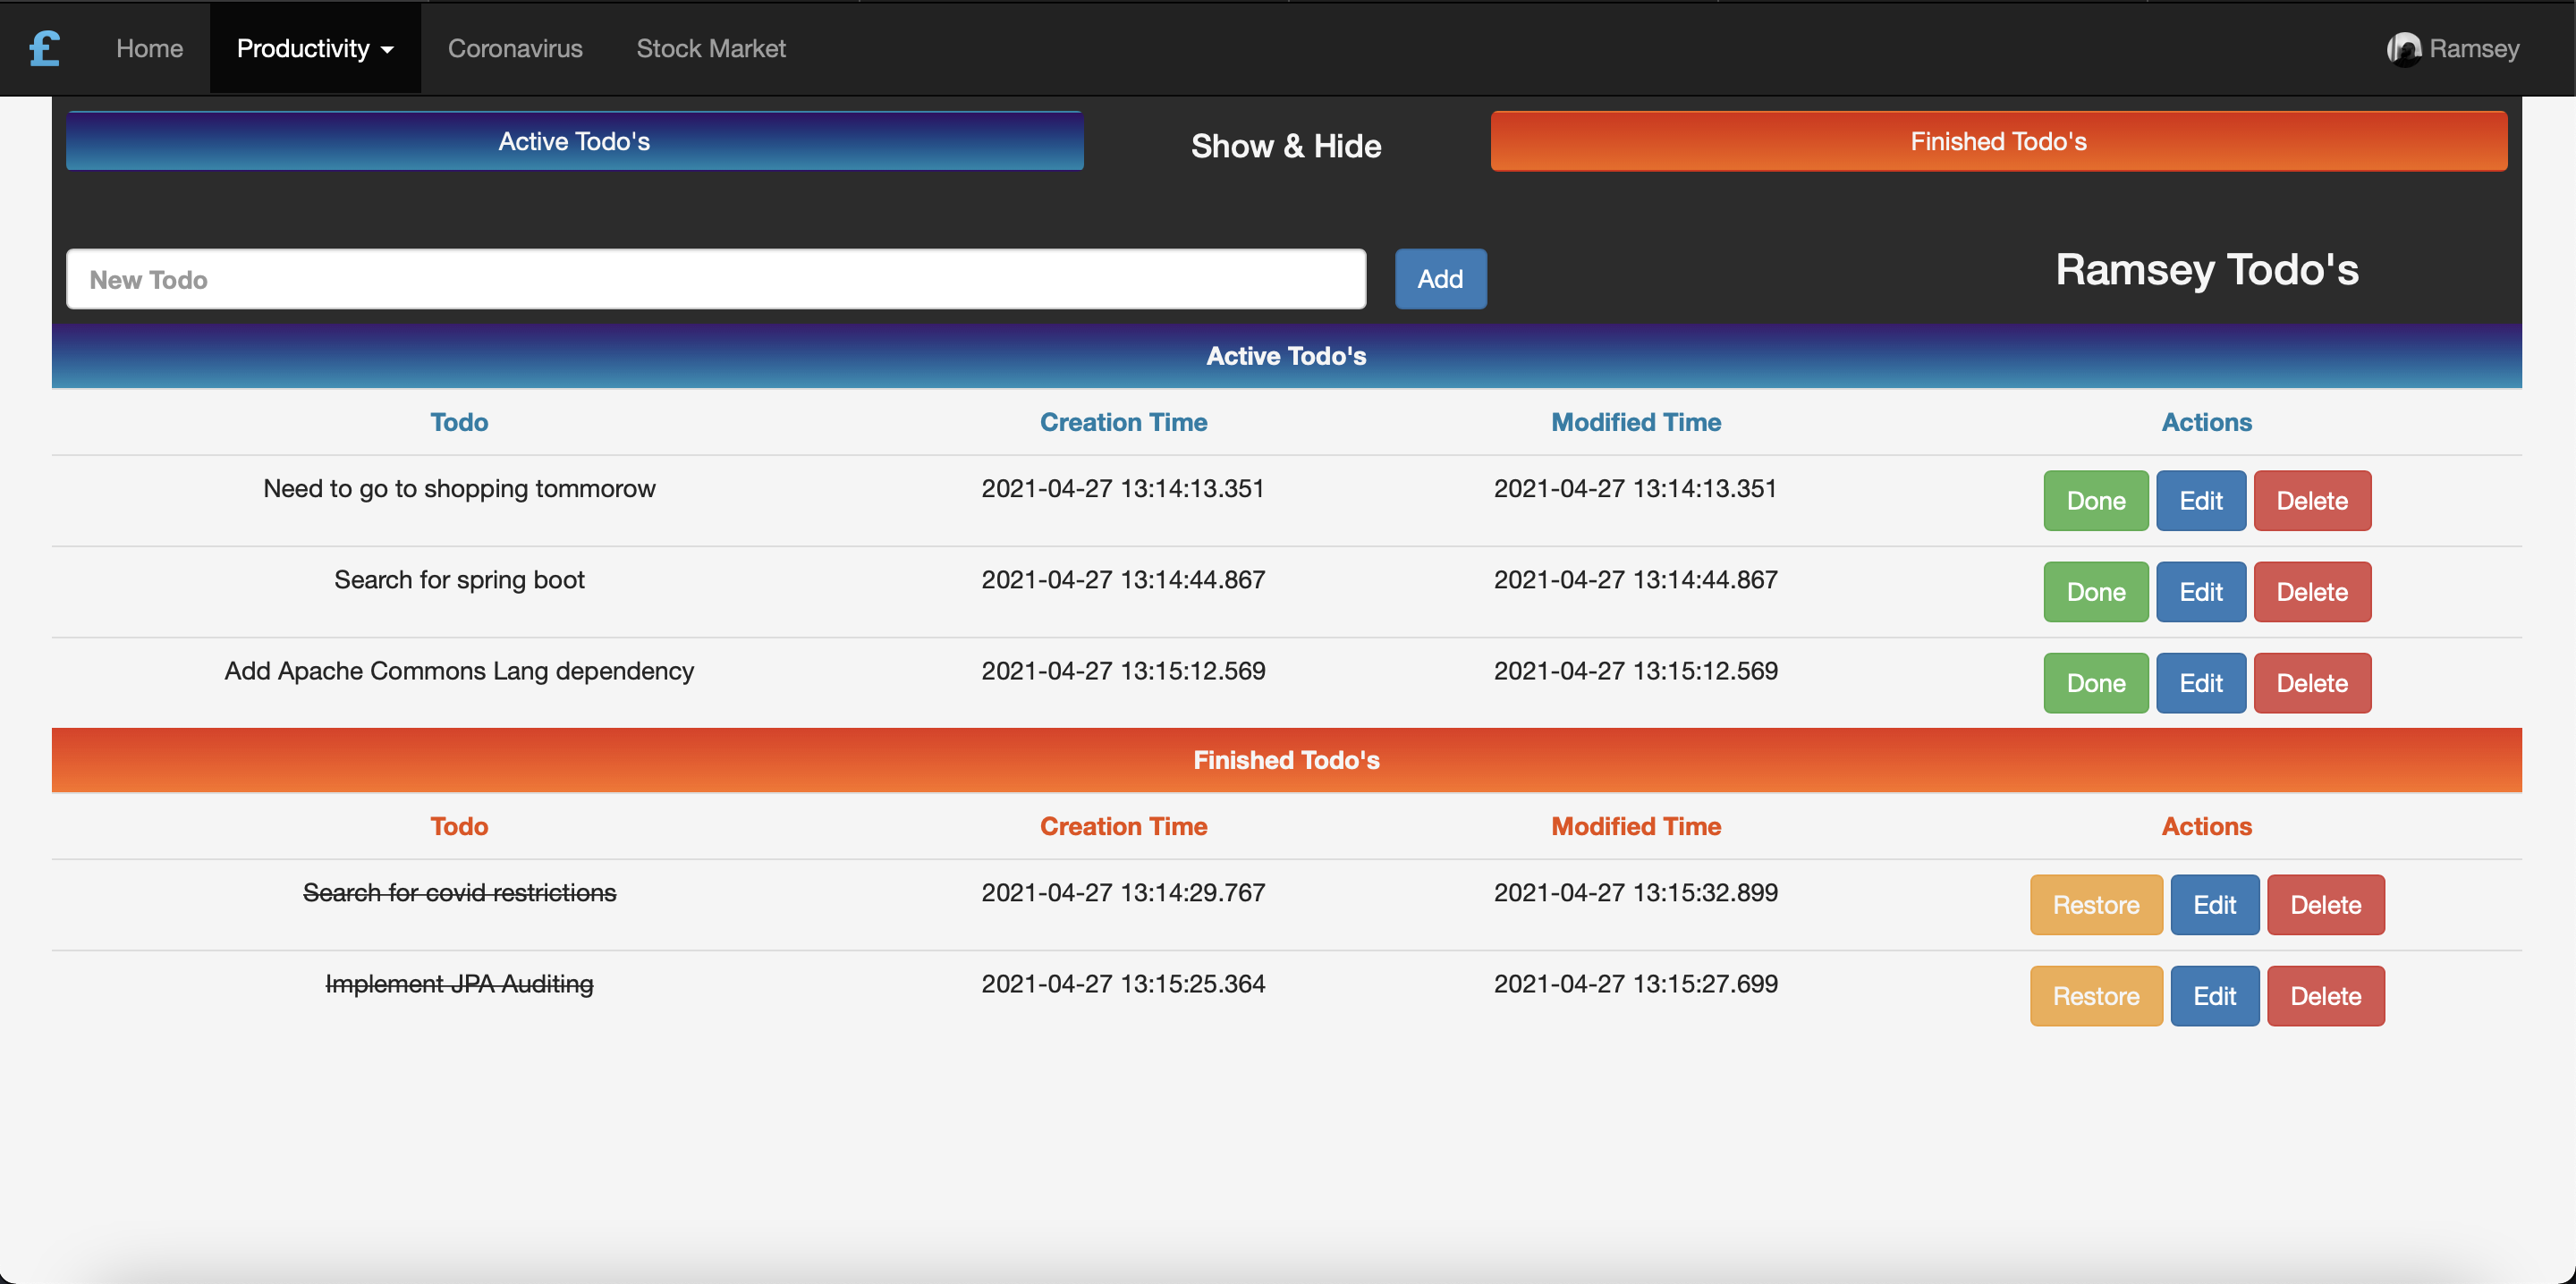 £ Home Productivity Coronavirus Stock Market Ramsey
Active Todo's Show & Hide Finished Todo's
New Todo Add Ramsey Todo's
Active Todo's
Todo Creation Time Modified Time Actions
Need to go to shopping tommorow 2021-04-27 13:14:13.351 2021-04-27 13:14:13.351 Done Edit Delete
Search for spring boot 2021-04-27 13:14:44.867 2021-04-27 13:14:44.867 Done Edit Delete
Add Apache Commons Lang dependency 2021-04-27 13:15:12.569 2021-04-27 13:15:12.569 Done Edit Delete
Finished Todo's
Todo Creation Time Modified Time Actions
Search for covid restrictions 2021-04-27 13:14:29.767 2021-04-27 13:15:32.899 Restore Edit Delete
Implement JPA Auditing 2021-04-27 13:15:25.364 2021-04-27 13:15:27.699 Restore Edit Delete